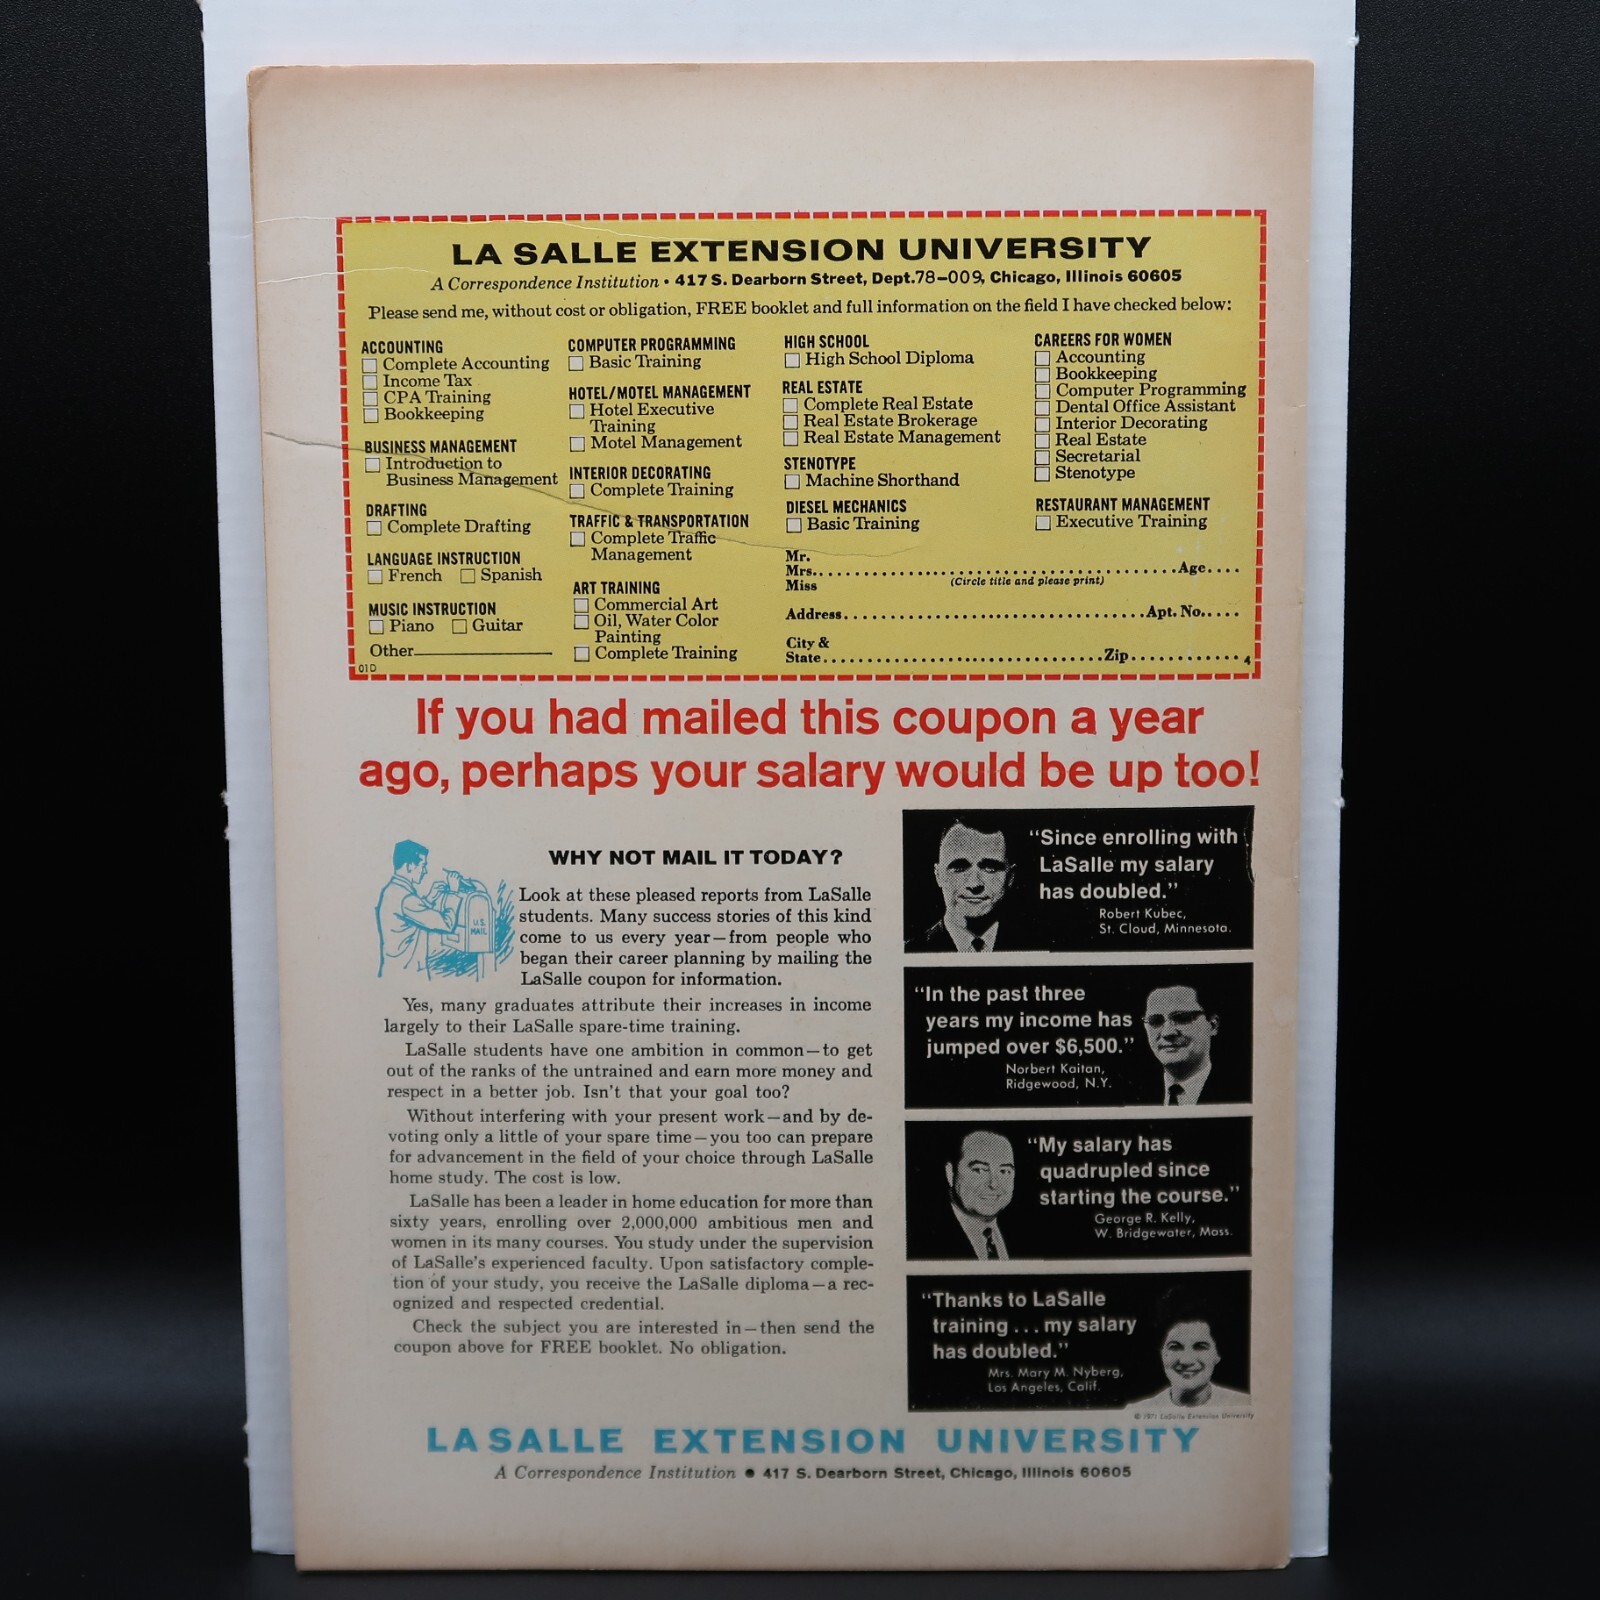 LA SALLE EXTENSION UNIVERSITY
A Correspondence Institution • 417 S. Dearborn Street, Dept.78-009, Chicago, Illinois 60605
Please send me, without cost or obligation, FREE booklet and full information on the field I have checked below:
ACCOUNTING
Complete Accounting
Income Tax
CPA Training
Bookkeeping
BUSINESS MANAGEMENT
Introduction to
Business Management
DRAFTING
Complete Drafting
LANGUAGE INSTRUCTION
French Spanish
MUSIC INSTRUCTION
Piano Guitar
Other
01D
COMPUTER PROGRAMMING
Basic Training
HOTEL/MOTEL MANAGEMENT
Hotel Executive
Training
Motel Management
INTERIOR DECORATING
Complete Training
TRAFFIC & TRANSPORTATION
Complete Traffic
Management
ART TRAINING
Commercial Art
Oil, Water Color
Painting
Complete Training
HIGH SCHOOL
High School Diploma
REAL ESTATE
Complete Real Estate
Real Estate Brokerage
Real Estate Management
STENOTYPE
Machine Shorthand
DIESEL MECHANICS
Basic Training
CAREERS FOR WOMEN
Accounting
Bookkeeping
Computer Programming
Dental Office Assistant
Interior Decorating
Real Estate
Secretarial
Stenotype
RESTAURANT MANAGEMENT
Executive Training
Mr.
Mrs. Age
Miss (Circle title and please print)
Address Apt. No.
City &
State Zip 4
If you had mailed this coupon a year
ago, perhaps your salary would be up too!
U.S.
MAIL
WHY NOT MAIL IT TODAY?
Look at these pleased reports from LaSalle
students. Many success stories of this kind
come to us every year—from people who
began their career planning by mailing the
LaSalle coupon for information.
Yes, many graduates attribute their increases in income
largely to their LaSalle spare-time training.
LaSalle students have one ambition in common—to get
out of the ranks of the untrained and earn more money and
respect in a better job. Isn't that your goal too?
Without interfering with your present work—and by de-
voting only a little of your spare time—you too can prepare
for advancement in the field of your choice through LaSalle
home study. The cost is low.
LaSalle has been a leader in home education for more than
sixty years, enrolling over 2,000,000 ambitious men and
women in its many courses. You study under the supervision
of LaSalle's experienced faculty. Upon satisfactory comple-
tion of your study, you receive the LaSalle diploma—a rec-
ognized and respected credential.
Check the subject you are interested in—then send the
coupon above for FREE booklet. No obligation.
"Since enrolling with
LaSalle my salary
has doubled."
Robert Kubec,
St. Cloud, Minnesota.
"In the past three
years my income has
jumped over $6,500."
Norbert Kaitan,
Ridgewood, N.Y.
"My salary has
quadrupled since
starting the course."
George R. Kelly,
W. Bridgewater, Mass.
"Thanks to LaSalle
training ... my salary
has doubled."
Mrs. Mary M. Nyberg,
Los Angeles, Calif.
© 1971 LaSalle Extension University
LA SALLE EXTENSION UNIVERSITY
A Correspondence Institution • 417 S. Dearborn Street, Chicago, Illinois 60605